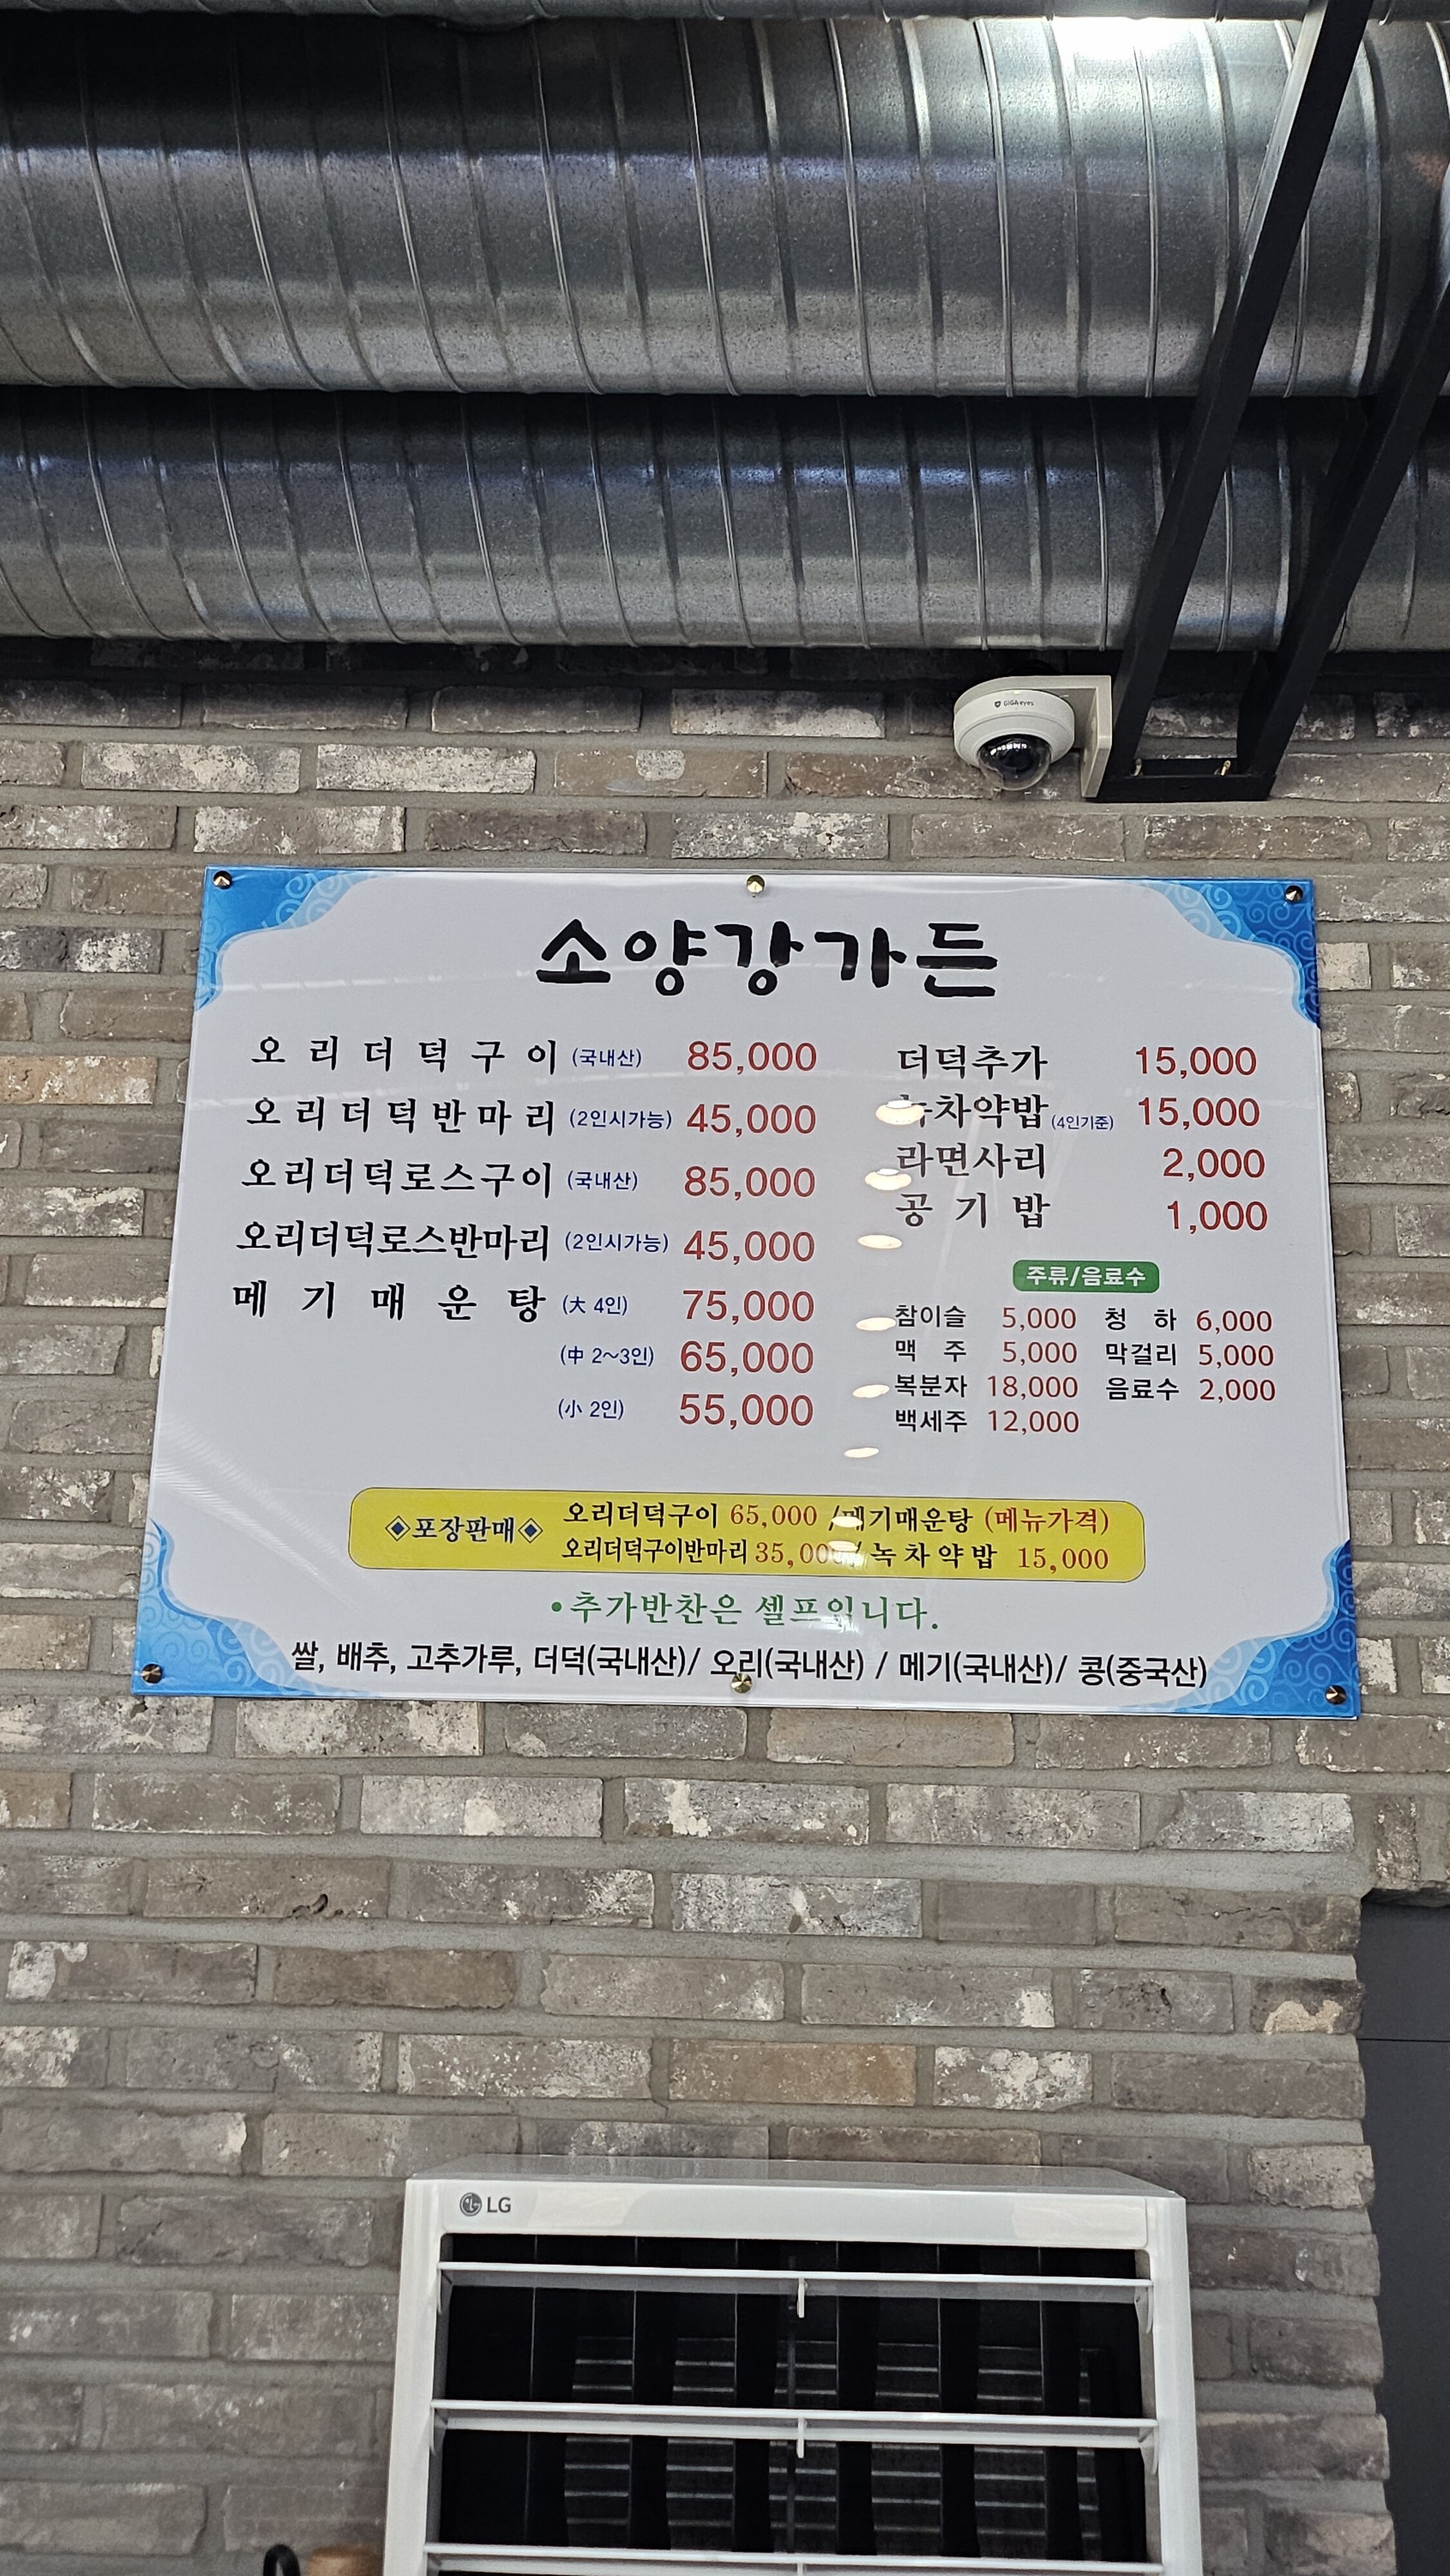 GiGAeyes
소양강가든
오리더덕구이 (국내산) 85,000
오리더덕반마리 (2인시가능) 45,000
오리더덕로스구이 (국내산) 85,000
오리더덕로스반마리 (2인시가능) 45,000
메기매운탕 (大 4인) 75,000
(中 2~3인) 65,000
(小 2인) 55,000
더덕추가 15,000
녹차약밥 (4인기준) 15,000
라면사리 2,000
공기밥 1,000
주류/음료수
참이슬 5,000 청하 6,000
맥주 5,000 막걸리 5,000
복분자 18,000 음료수 2,000
백세주 12,000
◈포장판매◈
오리더덕구이 65,000 /메기매운탕 (메뉴가격)
오리더덕구이반마리 35,000/ 녹차약밥 15,000
•추가반찬은 셀프입니다.
쌀, 배추, 고추가루, 더덕(국내산)/ 오리(국내산) / 메기(국내산)/ 콩(중국산)
LG